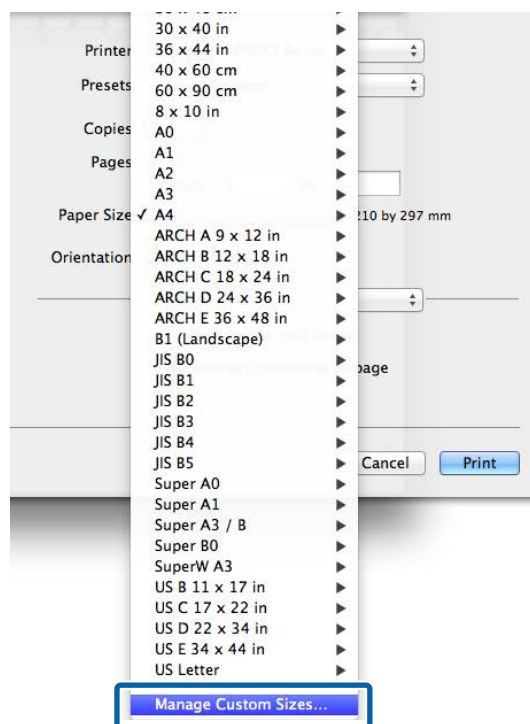 30 x 40 in
Printer 36 x 44 in
40 x 60 cm
Presets 60 x 90 cm
8 x 10 in
Copies A0
A1
Pages A2
A3
Paper Size ✓ A4 210 by 297 mm
ARCH A 9 x 12 in
Orientation ARCH B 12 x 18 in
ARCH C 18 x 24 in
ARCH D 24 x 36 in
ARCH E 36 x 48 in
B1 (Landscape)
JIS B0
JIS B1 page
JIS B2
JIS B3
JIS B4
JIS B5 Cancel Print
Super A0
Super A1
Super A3 / B
Super B0
SuperW A3
US B 11 x 17 in
US C 17 x 22 in
US D 22 x 34 in
US E 34 x 44 in
US Letter
Manage Custom Sizes...